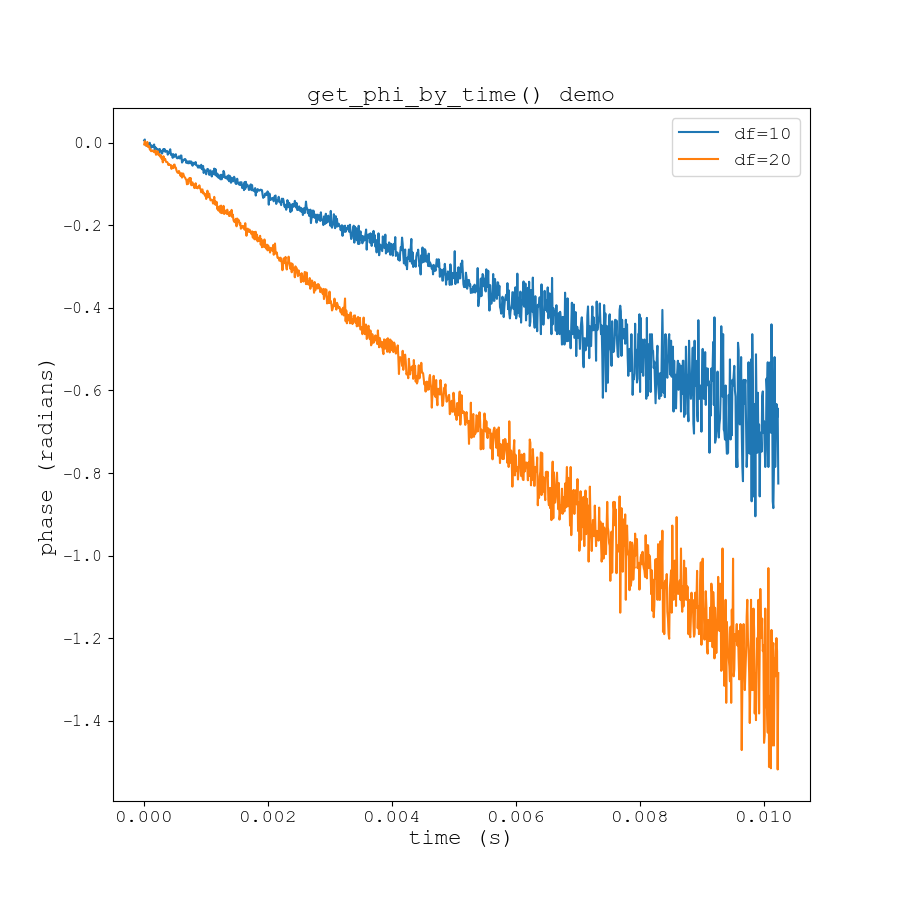 get_phi_by_time() demo
df=10
df=20
0.0
−0.2
−0.4
−0.6
−0.8
−1.0
−1.2
−1.4
phase (radians)
0.000 0.002 0.004 0.006 0.008 0.010
time (s)